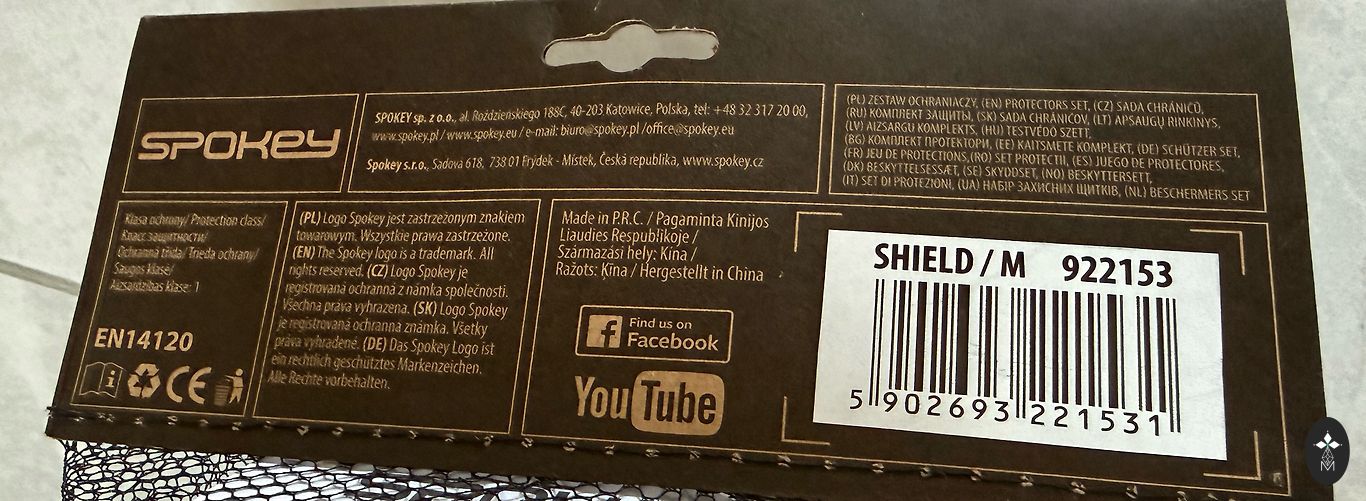 SPOKEY
SPOKEY sp. z o.o., al. Roździeńskiego 188C, 40-203 Katowice, Polska, tel: +48 32 317 20 00,
www.spokey.pl / www.spokey.eu / e-mail: biuro@spokey.pl /office@spokey.eu
Spokey s.r.o., Sadová 618, 738 01 Frýdek - Místek, Česká republika, www.spokey.cz
(PL) ZESTAW OCHRANIACZY, (EN) PROTECTORS SET, (CZ) SADA CHRÁNICŮ,
(RU) КОМПЛЕКТ ЗАЩИТЫ, (SK) SADA CHRÁNIČOV, (LT) APSAUGŲ RINKINYS,
(LV) AIZSARGU KOMPLEKTS, (HU) TESTVÉDO SZETT,
(BG) КОМПЛЕКТ ПРОТЕКТОРИ, (EE) KAITSMETE KOMPLEKT, (DE) SCHÜTZER SET,
(FR) JEU DE PROTECTIONS,(RO) SET PROTECTII, (ES) JUEGO DE PROTECTORES,
(DK) BESKYTTELSESSÆT, (SE) SKYDDSET, (NO) BESKYTTERSETT,
(IT) SET DI PROTEZIONI, (UA) НАБІР ЗАХИСНИХ ЩИТКІВ, (NL) BESCHERMERS SET
Klasa ochrony/ Protection class/
Класс защитности/
Ochranná třída/ Trieda ochrany/
Saugos klasė/
Aizsardzības klase: 1
EN14120
(PL) Logo Spokey jest zastrzeżonym znakiem
towarowym. Wszystkie prawa zastrzeżone.
(EN) The Spokey logo is a trademark. All
rights reserved. (CZ) Logo Spokey je
registrovaná ochranná z námka společnosti.
Všechna práva vyhrazena. (SK) Logo Spokey
je registrovaná ochranna známka. Všetky
práva vyhradené. (DE) Das Spokey Logo ist
ein rechtlich geschütztes Markenzeichen.
Alle Rechte vorbehalten.
Made in P.R.C. / Pagaminta Kinijos
Liaudies Respublikoje /
Származási hely: Kína /
Ražots: Ķīna / Hergestellt in China
Find us on
Facebook
YouTube
SHIELD / M 922153
5 902693 221531